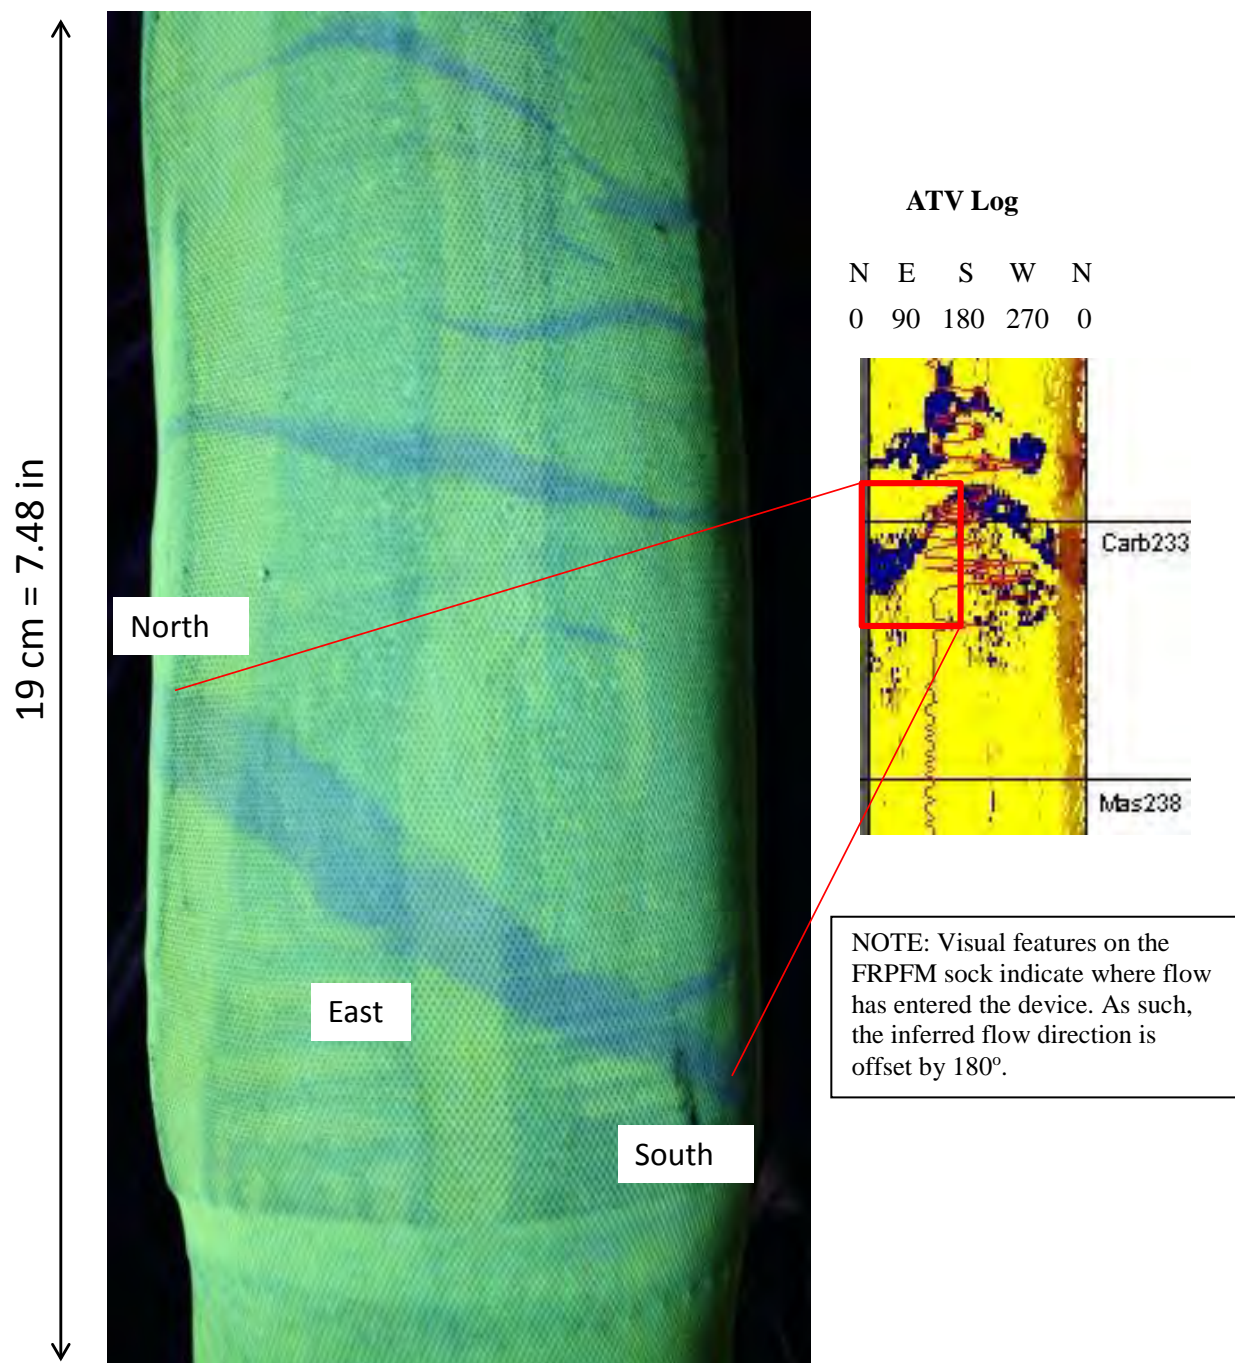 19 cm = 7.48 in
North
East
South
ATV Log
N E S W N
0 90 180 270 0
Carb233
Mas238
NOTE: Visual features on the
FRPFM sock indicate where flow
has entered the device. As such,
the inferred flow direction is
offset by 180º.